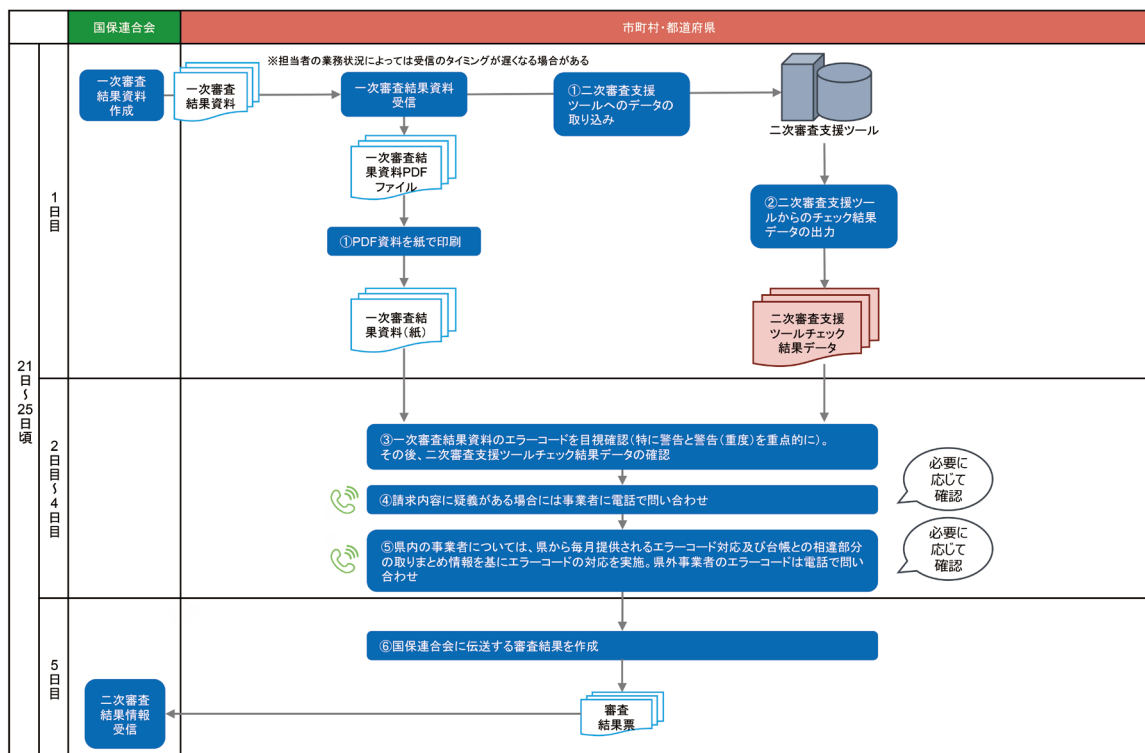 国保連合会
市町村・都道府県
21日～25日頃
1日目
※担当者の業務状況によっては受信のタイミングが遅くなる場合がある
一次審査
結果資料
作成
一次審査
結果資料
一次審査結果資料
受信
①二次審査支援
ツールへのデータの
取り込み
二次審査支援ツール
一次審査結
果資料PDF
ファイル
②二次審査支援ツー
ルからのチェック結果
データの出力
①PDF資料を紙で印刷
一次審査結
果資料（紙）
二次審査支援
ツールチェック
結果データ
2日目～4日目
③一次審査結果資料のエラーコードを目視確認（特に警告と警告（重度）を重点的に）。
その後、二次審査支援ツールチェック結果データの確認
必要に
応じて
確認
④請求内容に疑義がある場合には事業者に電話で問い合わせ
⑤県内の事業者については、県から毎月提供されるエラーコード対応及び台帳との相違部分
の取りまとめ情報を基にエラーコードの対応を実施。県外事業者のエラーコードは電話で問い
合わせ
必要に
応じて
確認
5日目
⑥国保連合会に伝送する審査結果を作成
二次審査
結果情報
受信
審査
結果票